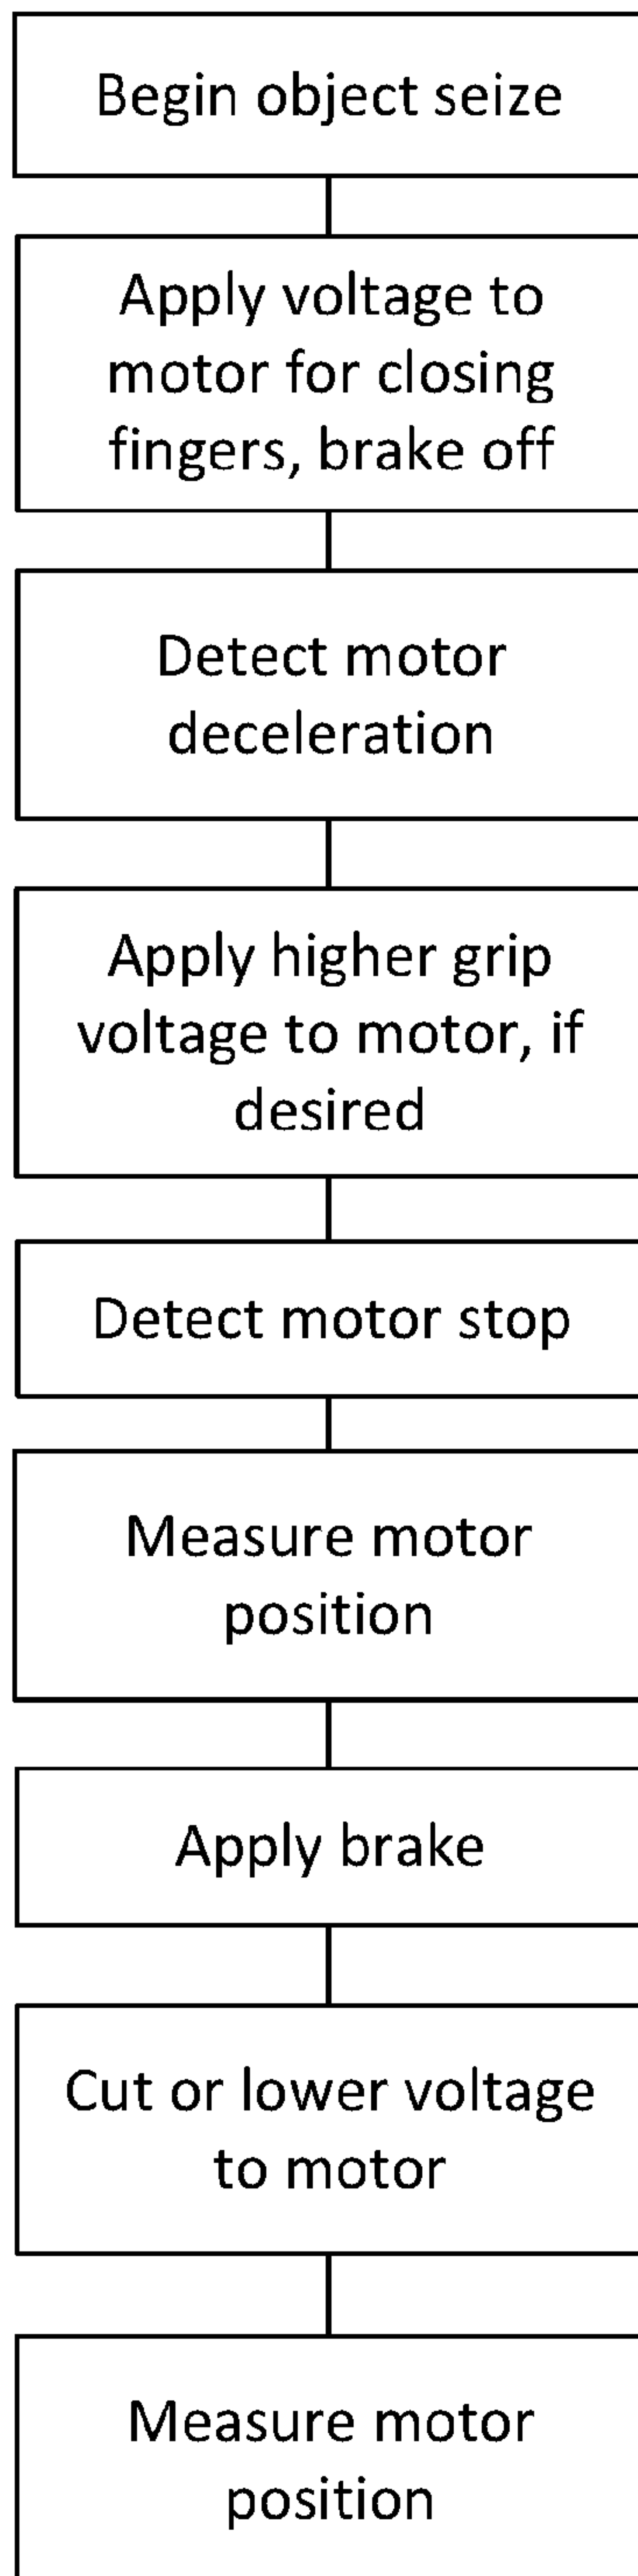 Begin object seize
Apply voltage to
motor for closing
fingers, brake off
Detect motor
deceleration
Apply higher grip
voltage to motor, if
desired
Detect motor stop
Measure motor
position
Apply brake
Cut or lower voltage
to motor
Measure motor
position